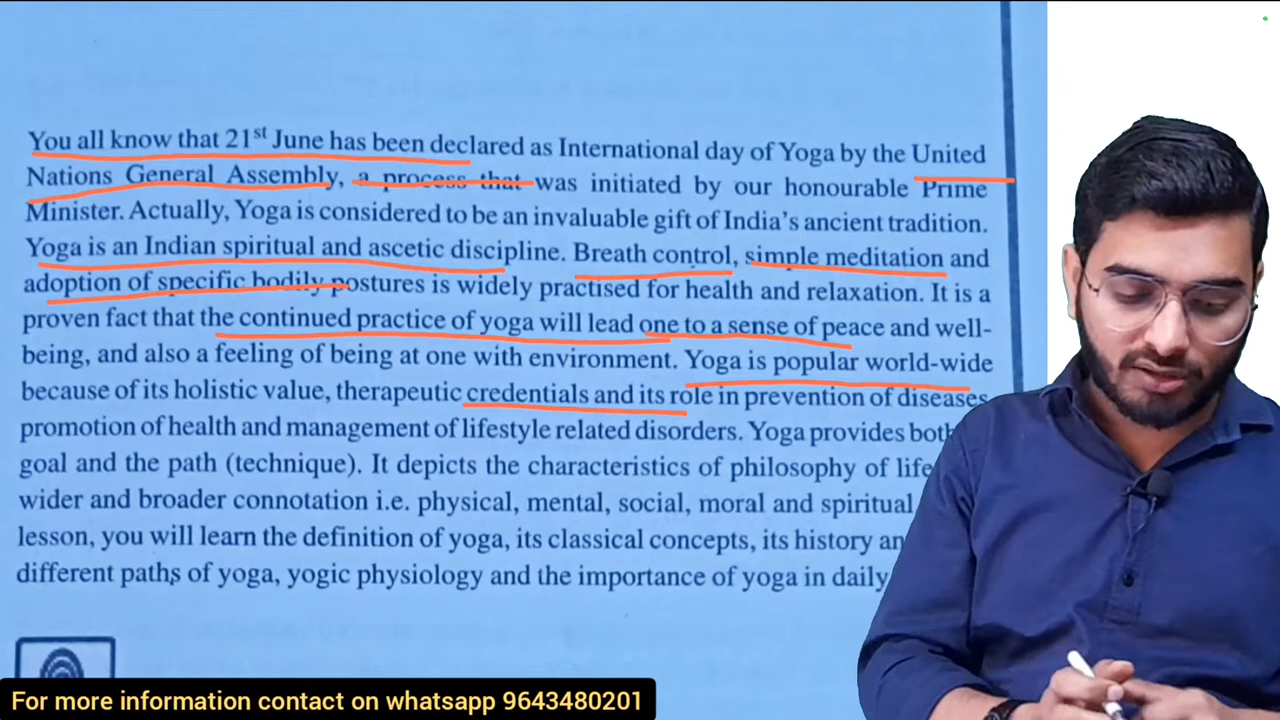 You all know that 21st June has been declared as International day of Yoga by the United
Nations General Assembly, a process that was initiated by our honourable Prime
Minister. Actually, Yoga is considered to be an invaluable gift of India's ancient tradition.
Yoga is an Indian spiritual and ascetic discipline. Breath control, simple meditation and
adoption of specific bodily postures is widely practised for health and relaxation. It is a
proven fact that the continued practice of yoga will lead one to a sense of peace and well-
being, and also a feeling of being at one with environment. Yoga is popular world-wide
because of its holistic value, therapeutic credentials and its role in prevention of diseases
promotion of health and management of lifestyle related disorders. Yoga provides both
goal and the path (technique). It depicts the characteristics of philosophy of life
wider and broader connotation i.e. physical, mental, social, moral and spiritual
lesson, you will learn the definition of yoga, its classical concepts, its history
different paths of yoga, yogic physiology and the importance of yoga in daily
For more information contact on whatsapp 9643480201